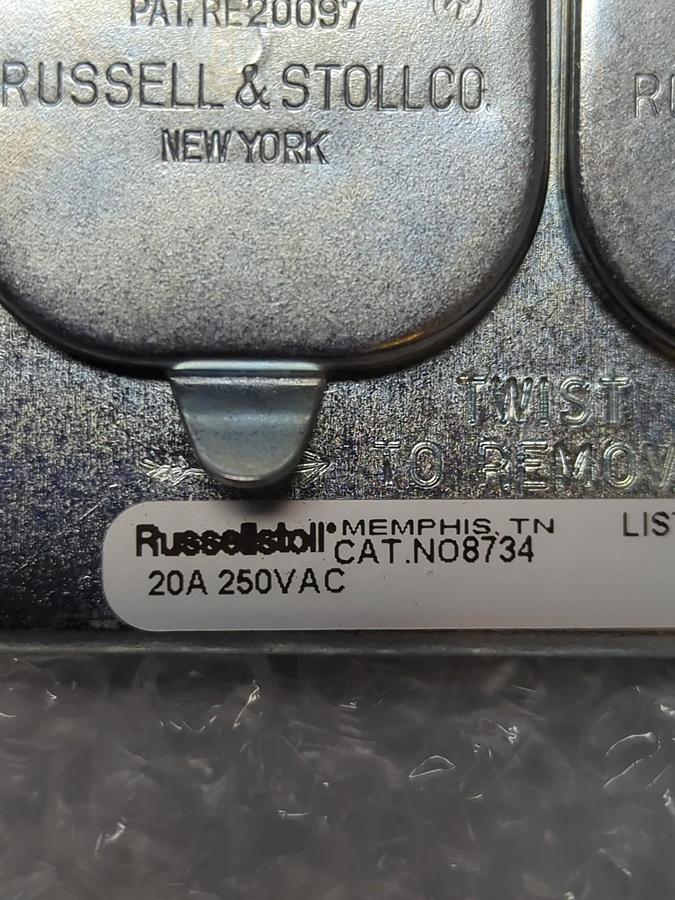 PAT. RE20097
RUSSELL & STOLL CO.
NEW YORK
TWIST
TO REMOV
Russellstoll MEMPHIS, TN
CAT.NO8734
20A 250VAC
LIST